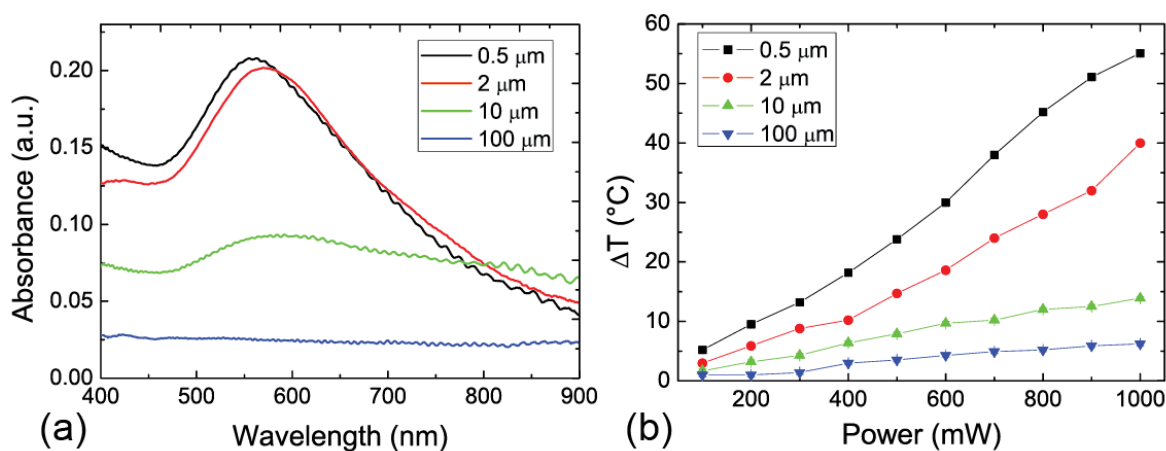 0.20
0.15
0.10
0.05
0.00
400 500 600 700 800 900
Absorbance (a.u.)
Wavelength (nm)
0.5 μm
2 μm
10 μm
100 μm
(a)
60
50
40
30
20
10
0
200 400 600 800 1000
ΔT (°C)
Power (mW)
0.5 μm
2 μm
10 μm
100 μm
(b)